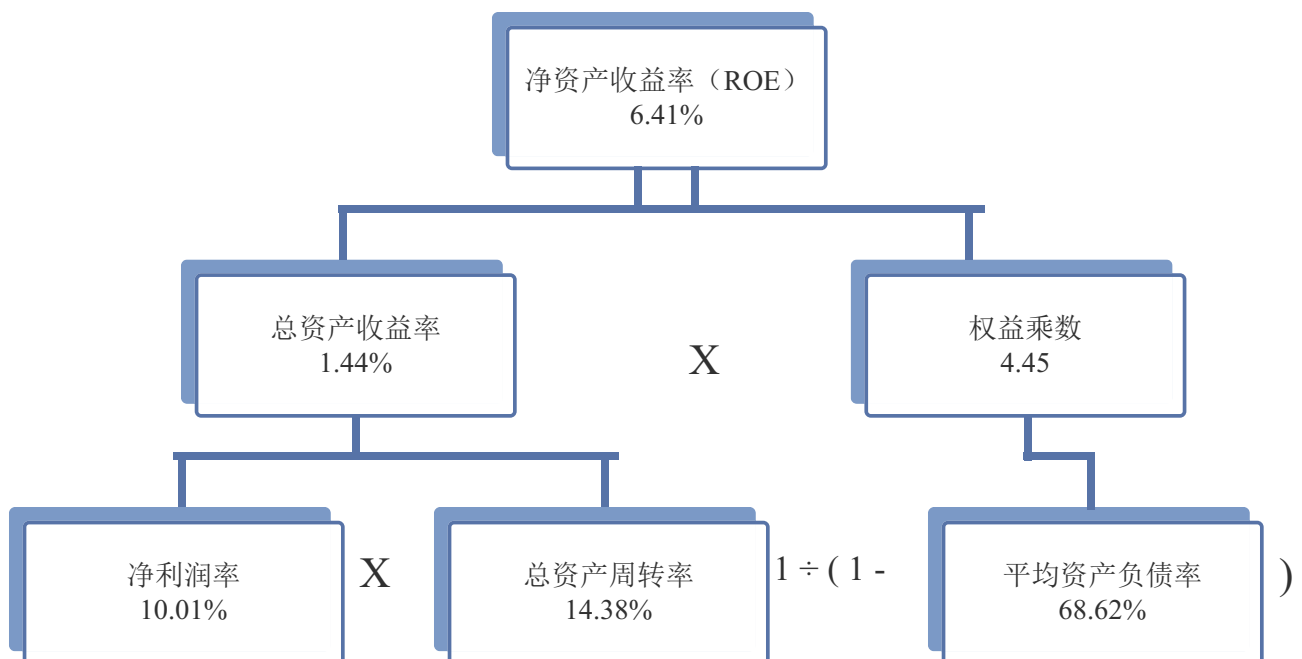 净资产收益率（ROE）
6.41%
总资产收益率
1.44%
X
权益乘数
4.45
净利润率
10.01%
X
总资产周转率
14.38%
1 ÷ ( 1 -
平均资产负债率
68.62%
)